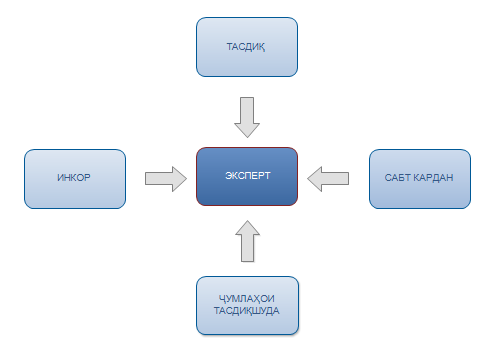 ТАСДИҚ
ИНКОР
ЭКСПЕРТ
САБТ КАРДАН
ҶУМЛАҲОИ
ТАСДИҚШУДА